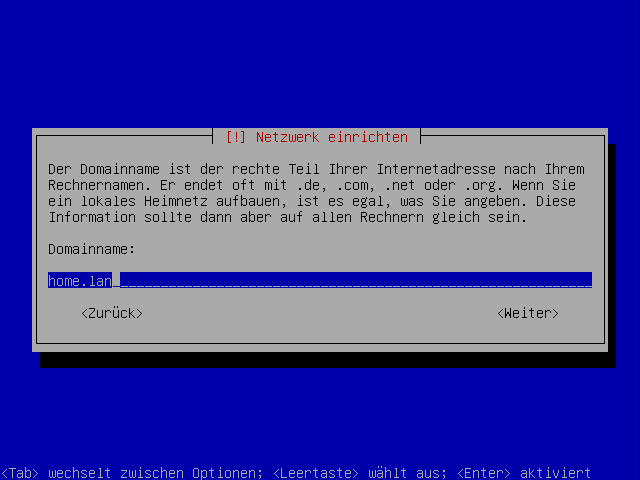 [!] Netzwerk einrichten
Der Domainname ist der rechte Teil Ihrer Internetadresse nach Ihrem
Rechnernamen. Er endet oft mit .de, .com, .net oder .org. Wenn Sie
ein lokales Heimnetz aufbauen, ist es egal, was Sie angeben. Diese
Information sollte dann aber auf allen Rechnern gleich sein.
Domainname:
home.lan
<Zurück> <Weiter>
<Tab> wechselt zwischen Optionen; <Leertaste> wählt aus; <Enter> aktiviert